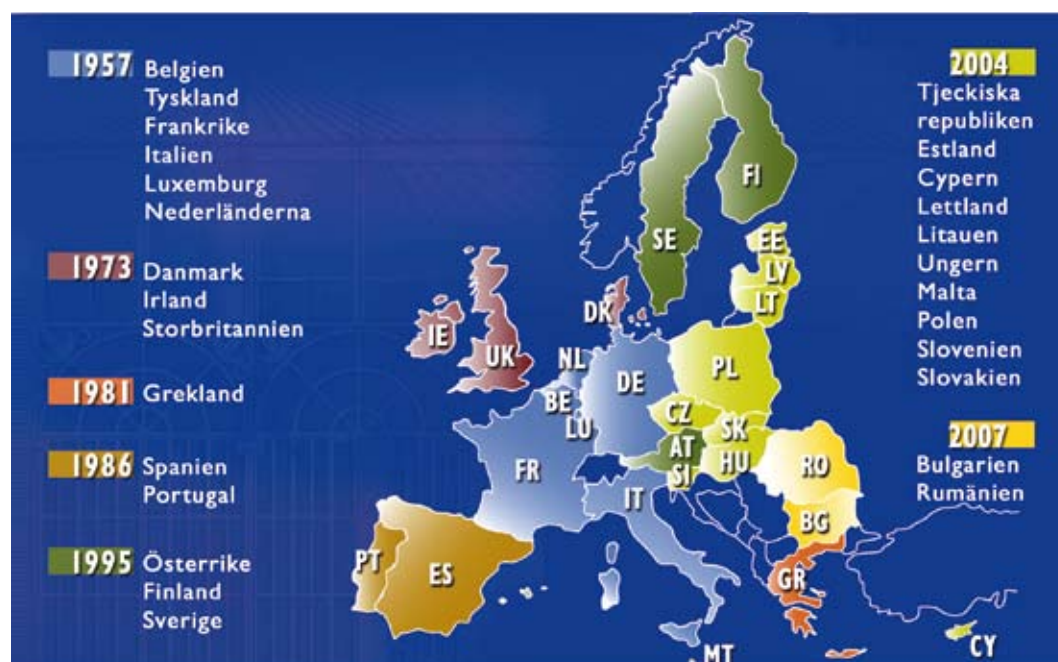 1957 Belgien
Tyskland
Frankrike
Italien
Luxemburg
Nederländerna
1973 Danmark
Irland
Storbritannien
1981 Grekland
1986 Spanien
Portugal
1995 Österrike
Finland
Sverige
FI
SE
EE
LV
LT
DK
IE
UK
NL
DE
PL
BE
LU
CZ
SK
AT
HU
SI
FR
IT
RO
BG
PT
ES
GR
MT
CY
2004
Tjeckiska
republiken
Estland
Cypern
Lettland
Litauen
Ungern
Malta
Polen
Slovenien
Slovakien
2007
Bulgarien
Rumänien